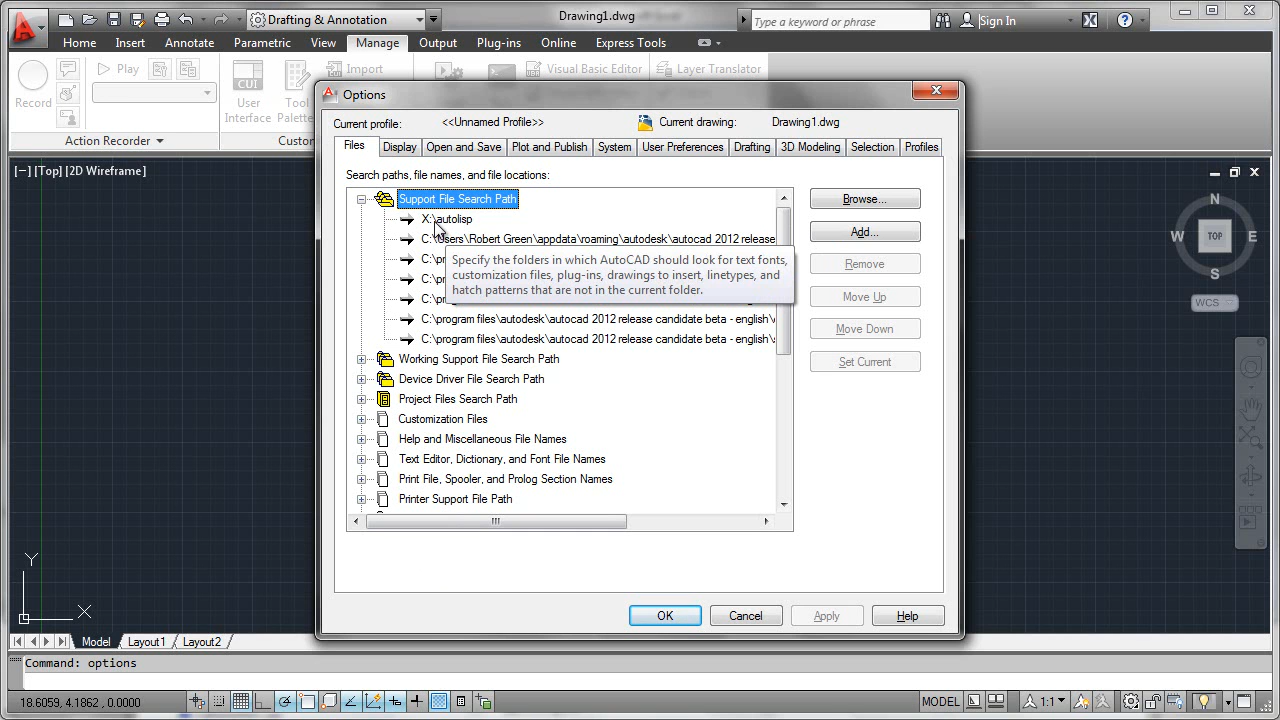 Drafting & Annotation
Drawing1.dwg
Type a keyword or phrase
Sign In
Home Insert Annotate Parametric View Manage Output Plug-ins Online Express Tools
Play
Import
Visual Basic Editor
Layer Translator
Record
CUI
User
Interface
Tool
Palette
Action Recorder
Options
Current profile: <<Unnamed Profile>> Current drawing: Drawing1.dwg
Files Display Open and Save Plot and Publish System User Preferences Drafting 3D Modeling Selection Profiles
[−] [Top] [2D Wireframe]
Search paths, file names, and file locations:
Support File Search Path
X:\autolisp
C:\Users\Robert Green\appdata\roaming\autodesk\autocad 2012 release
C:\p
C:\p
C:\p
Specify the folders in which AutoCAD should look for text fonts,
customization files, plug-ins, drawings to insert, linetypes, and
hatch patterns that are not in the current folder.
C:\program files\autodesk\autocad 2012 release candidate beta - english\
C:\program files\autodesk\autocad 2012 release candidate beta - english\
Working Support File Search Path
Device Driver File Search Path
Project Files Search Path
Customization Files
Help and Miscellaneous File Names
Text Editor, Dictionary, and Font File Names
Print File, Spooler, and Prolog Section Names
Printer Support File Path
Browse...
Add...
Remove
Move Up
Move Down
Set Current
OK Cancel Apply Help
N
W TOP E
S
WCS
Y
X
Model Layout1 Layout2
Command: options
18.6059, 4.1862, 0.0000
MODEL
1:1